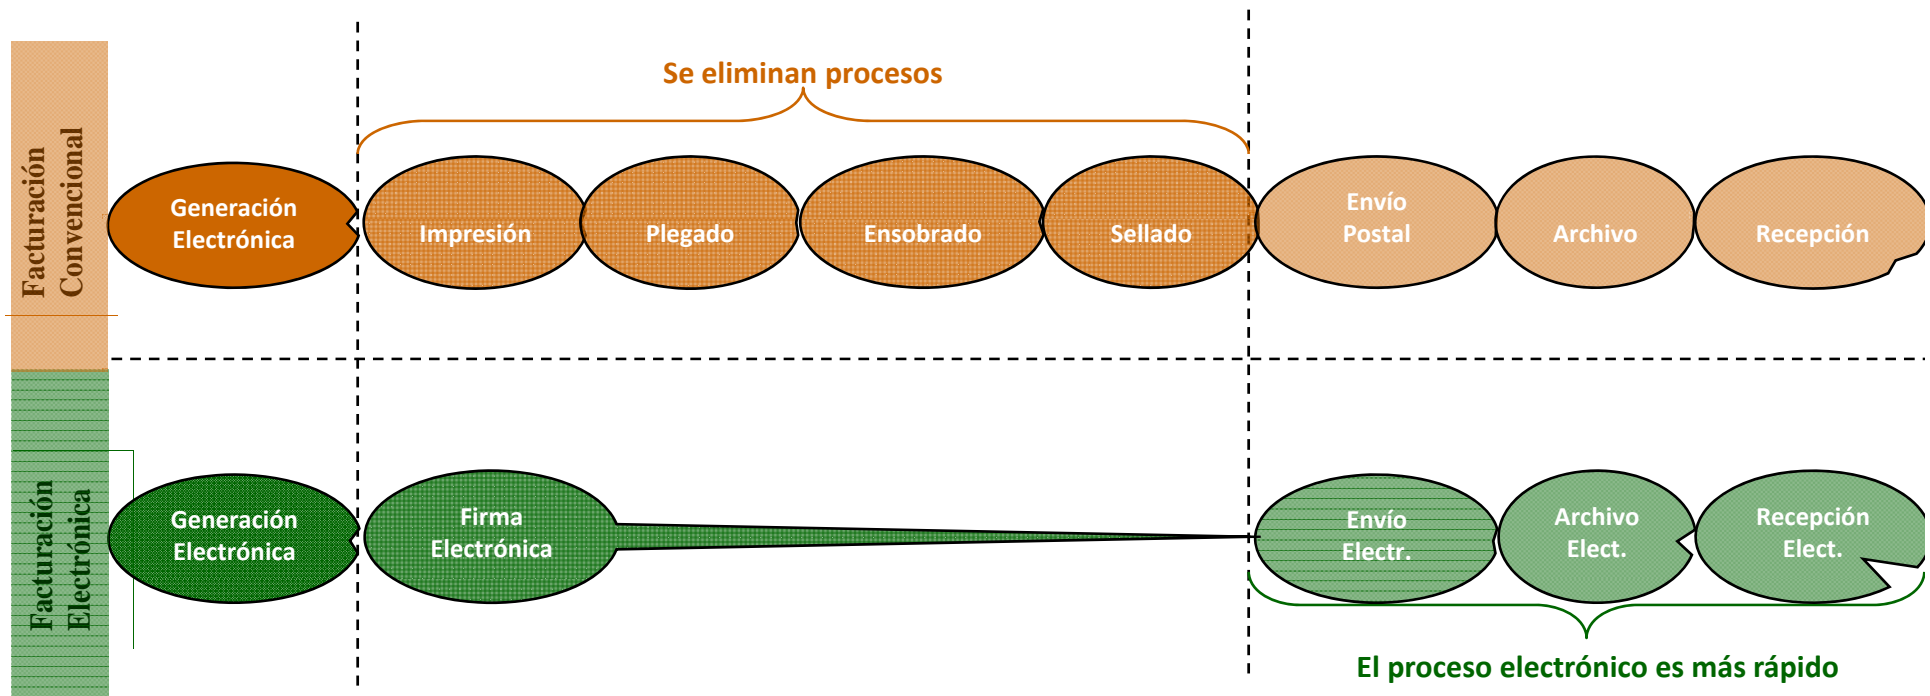 Se eliminan procesos
Facturación
Convencional
Generación
Electrónica
Impresión
Plegado
Ensobrado
Sellado
Envío
Postal
Archivo
Recepción
Facturación
Electrónica
Generación
Electrónica
Firma
Electrónica
Envío
Electr.
Archivo
Elect.
Recepción
Elect.
El proceso electrónico es más rápido